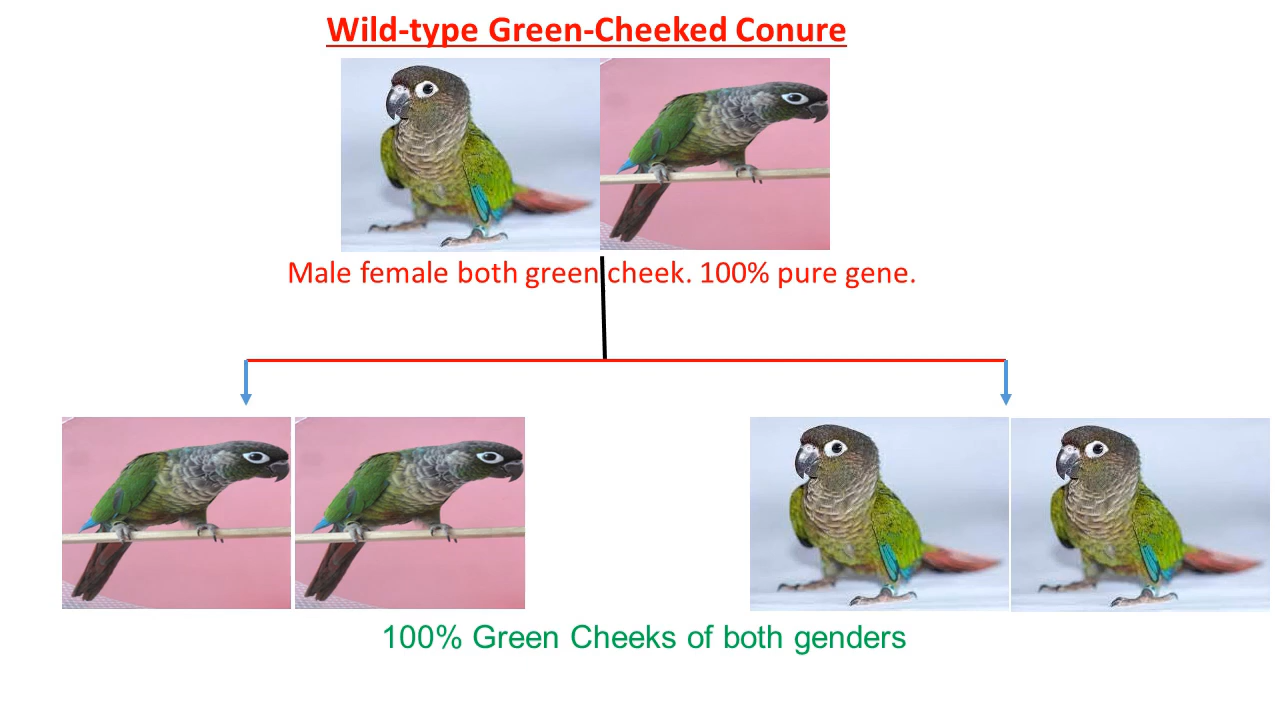 Wild-type Green-Cheeked Conure
Male female both green cheek. 100% pure gene.
100% Green Cheeks of both genders